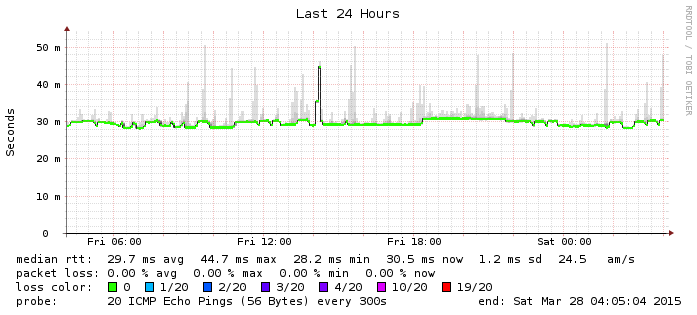 Last 24 Hours
RRDTOOL / TOBI OETIKER
Seconds
50 m
40 m
30 m
20 m
10 m
0
Fri 06:00 Fri 12:00 Fri 18:00 Sat 00:00
median rtt: 29.7 ms avg 44.7 ms max 28.2 ms min 30.5 ms now 1.2 ms sd 24.5 am/s
packet loss: 0.00 % avg 0.00 % max 0.00 % min 0.00 % now
loss color: 0 1/20 2/20 3/20 4/20 10/20 19/20
probe: 20 ICMP Echo Pings (56 Bytes) every 300s end: Sat Mar 28 04:05:04 2015